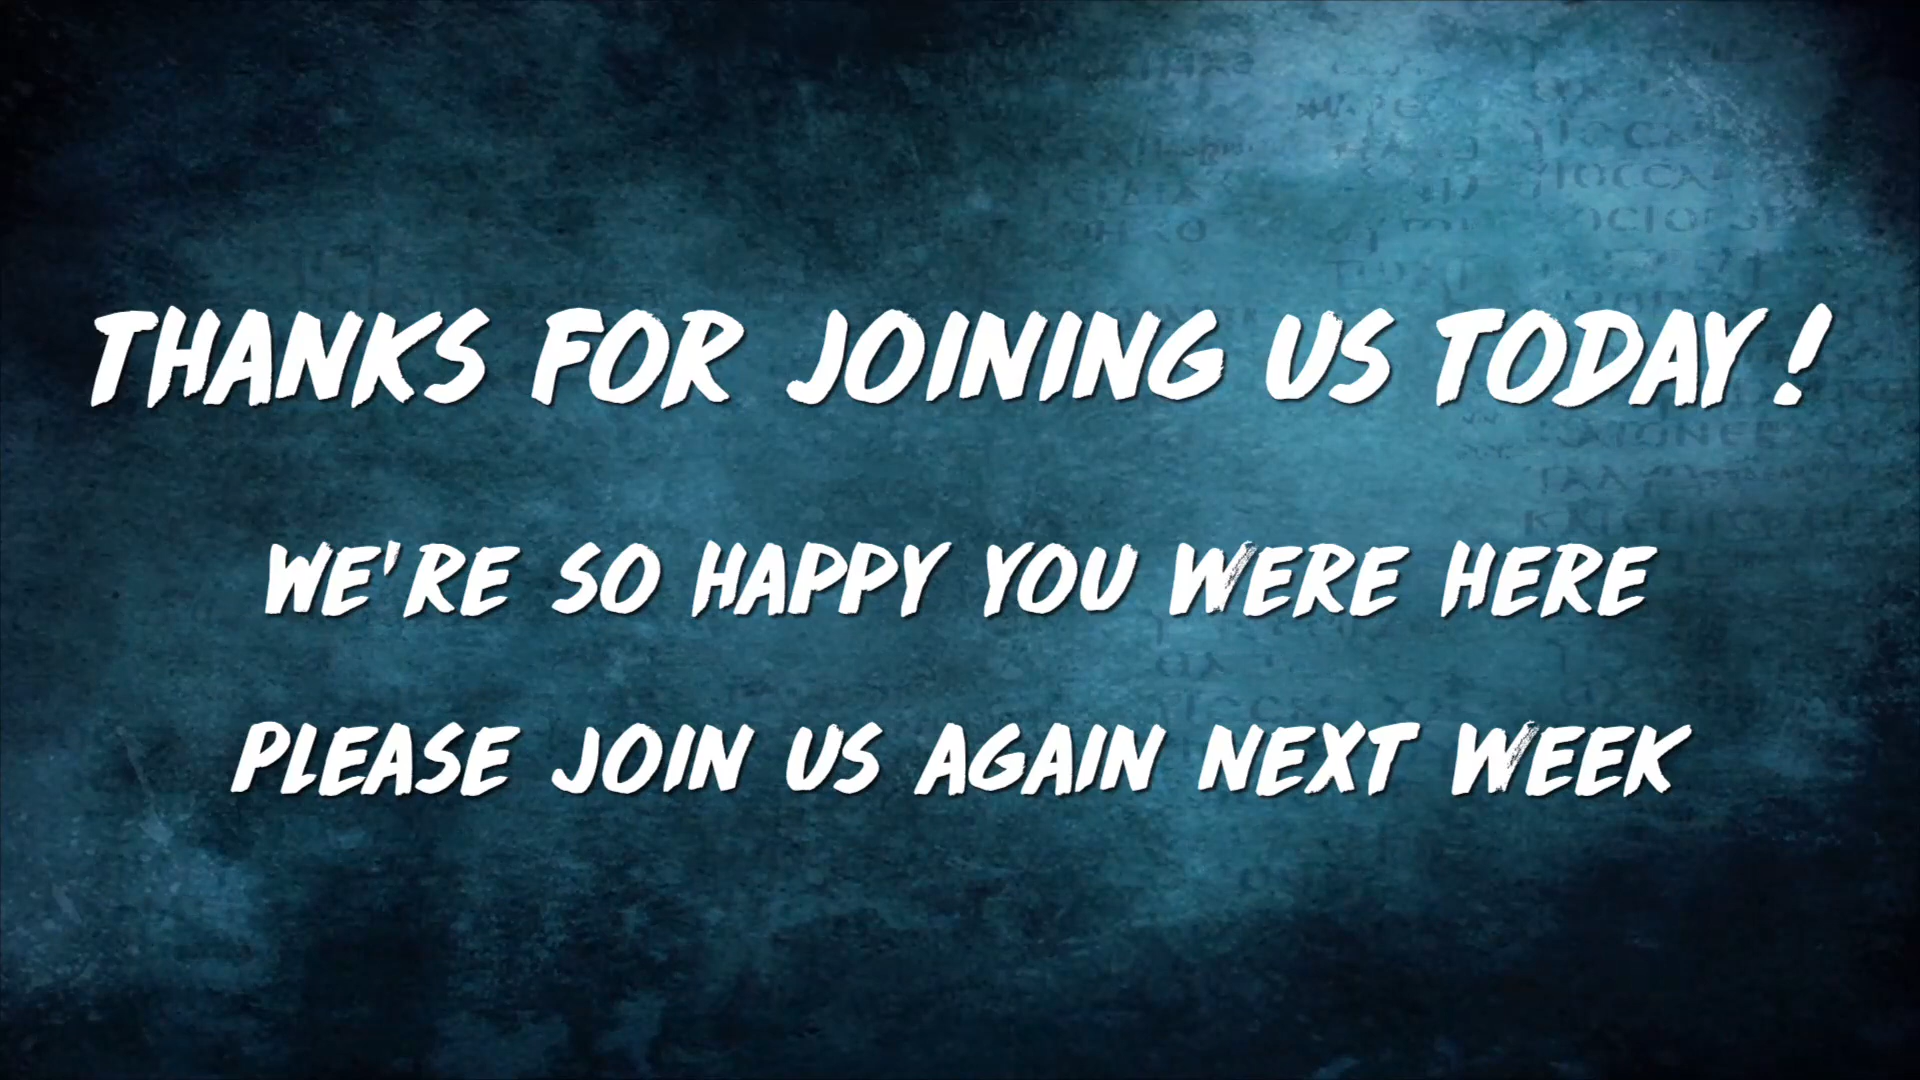 THANKS FOR JOINING US TODAY!
WE'RE SO HAPPY YOU WERE HERE
PLEASE JOIN US AGAIN NEXT WEEK